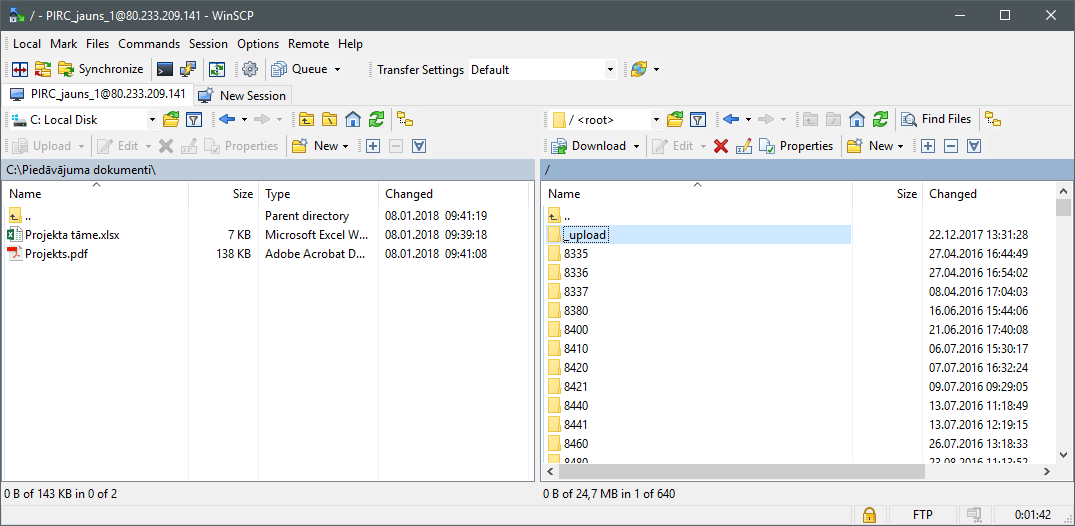 / - PIRC_jauns_1@80.233.209.141 - WinSCP
Local Mark Files Commands Session Options Remote Help
Synchronize Queue Transfer Settings Default
PIRC_jauns_1@80.233.209.141 New Session
C: Local Disk / <root> Find Files
Upload Edit Properties New Download Edit Properties New
C:\Piedāvājuma dokumenti\ /
Name Size Type Changed Name Size Changed
.. Parent directory 08.01.2018 09:41:19 ..
Projekta tāme.xlsx 7 KB Microsoft Excel W... 08.01.2018 09:39:18 _upload 22.12.2017 13:31:28
Projekts.pdf 138 KB Adobe Acrobat D... 08.01.2018 09:41:08 8335 27.04.2016 16:44:49
8336 27.04.2016 16:54:02
8337 08.04.2016 17:04:03
8380 16.06.2016 15:44:06
8400 21.06.2016 17:40:08
8410 06.07.2016 15:30:17
8420 07.07.2016 16:32:24
8421 09.07.2016 09:29:05
8440 13.07.2016 11:18:49
8441 13.07.2016 12:19:15
8460 26.07.2016 13:18:33
8480 23.08.2016 11:13:52
0 B of 143 KB in 0 of 2 0 B of 24,7 MB in 1 of 640
FTP 0:01:42